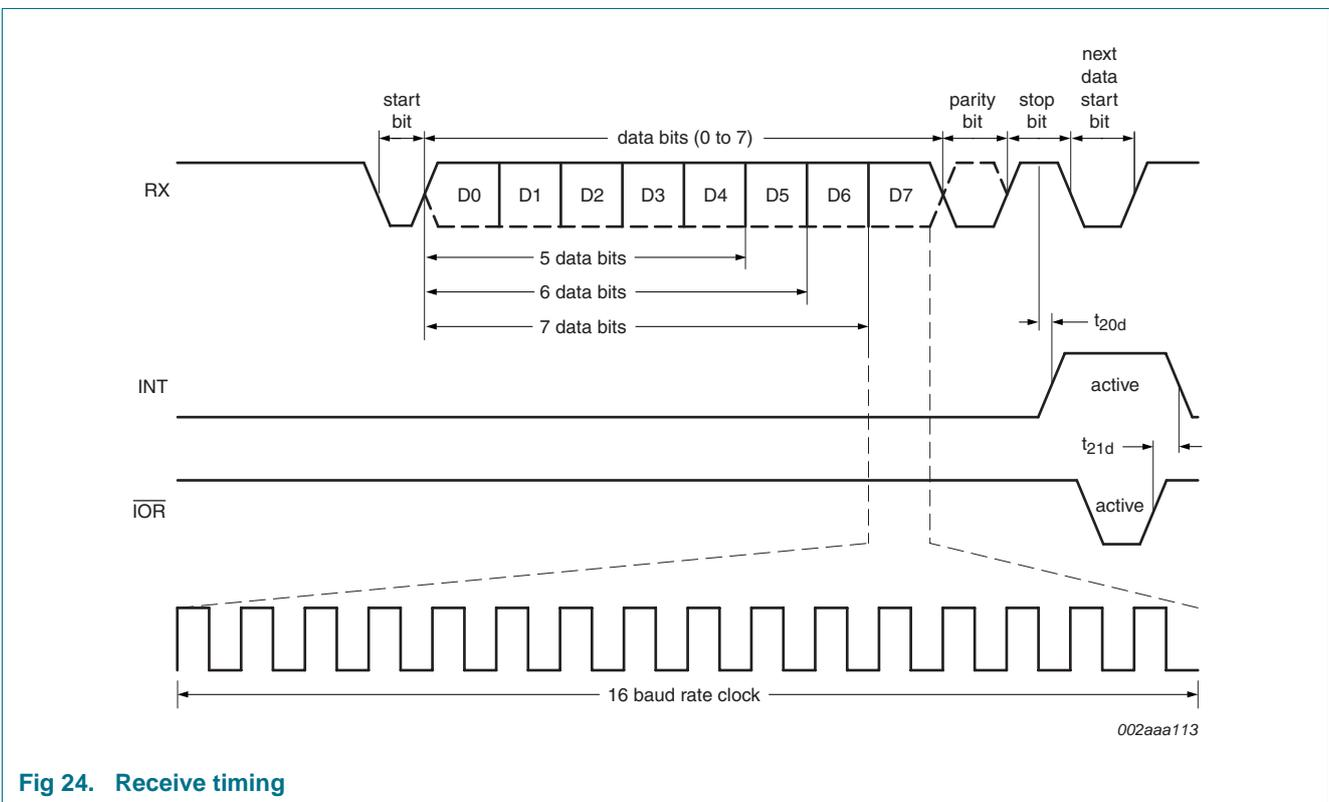 next
data
start
bit
start
bit
parity
bit
stop
bit
data bits (0 to 7)
RX
D0 D1 D2 D3 D4 D5 D6 D7
5 data bits
6 data bits
7 data bits
t20d
INT
active
t21d
IOR
active
16 baud rate clock
002aaa113
Fig 24. Receive timing